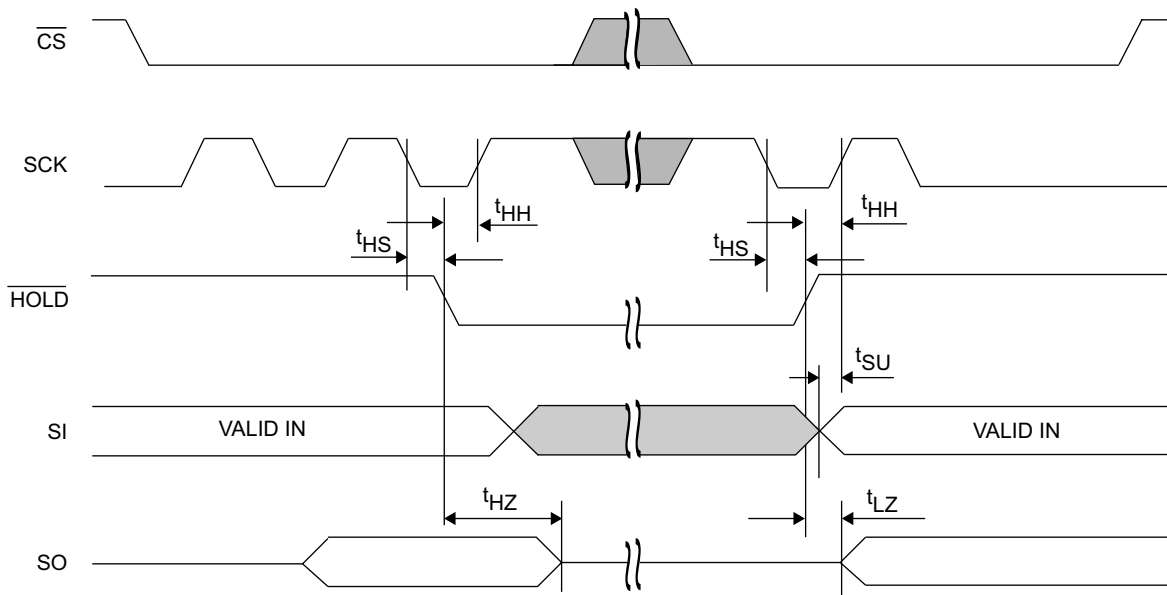 CS
SCK
tHH tHH
tHS tHS
HOLD
tSU
SI VALID IN VALID IN
tHZ tLZ
SO